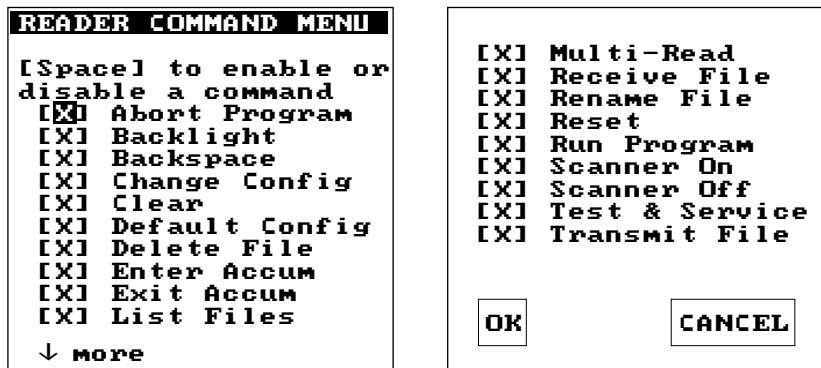 READER COMMAND MENU
[Space] to enable or
disable a command
[X] Abort Program
[X] Backlight
[X] Backspace
[X] Change Config
[X] Clear
[X] Default Config
[X] Delete File
[X] Enter Accum
[X] Exit Accum
[X] List Files
↓ more
[X] Multi-Read
[X] Receive File
[X] Rename File
[X] Reset
[X] Run Program
[X] Scanner On
[X] Scanner Off
[X] Test & Service
[X] Transmit File
OK CANCEL